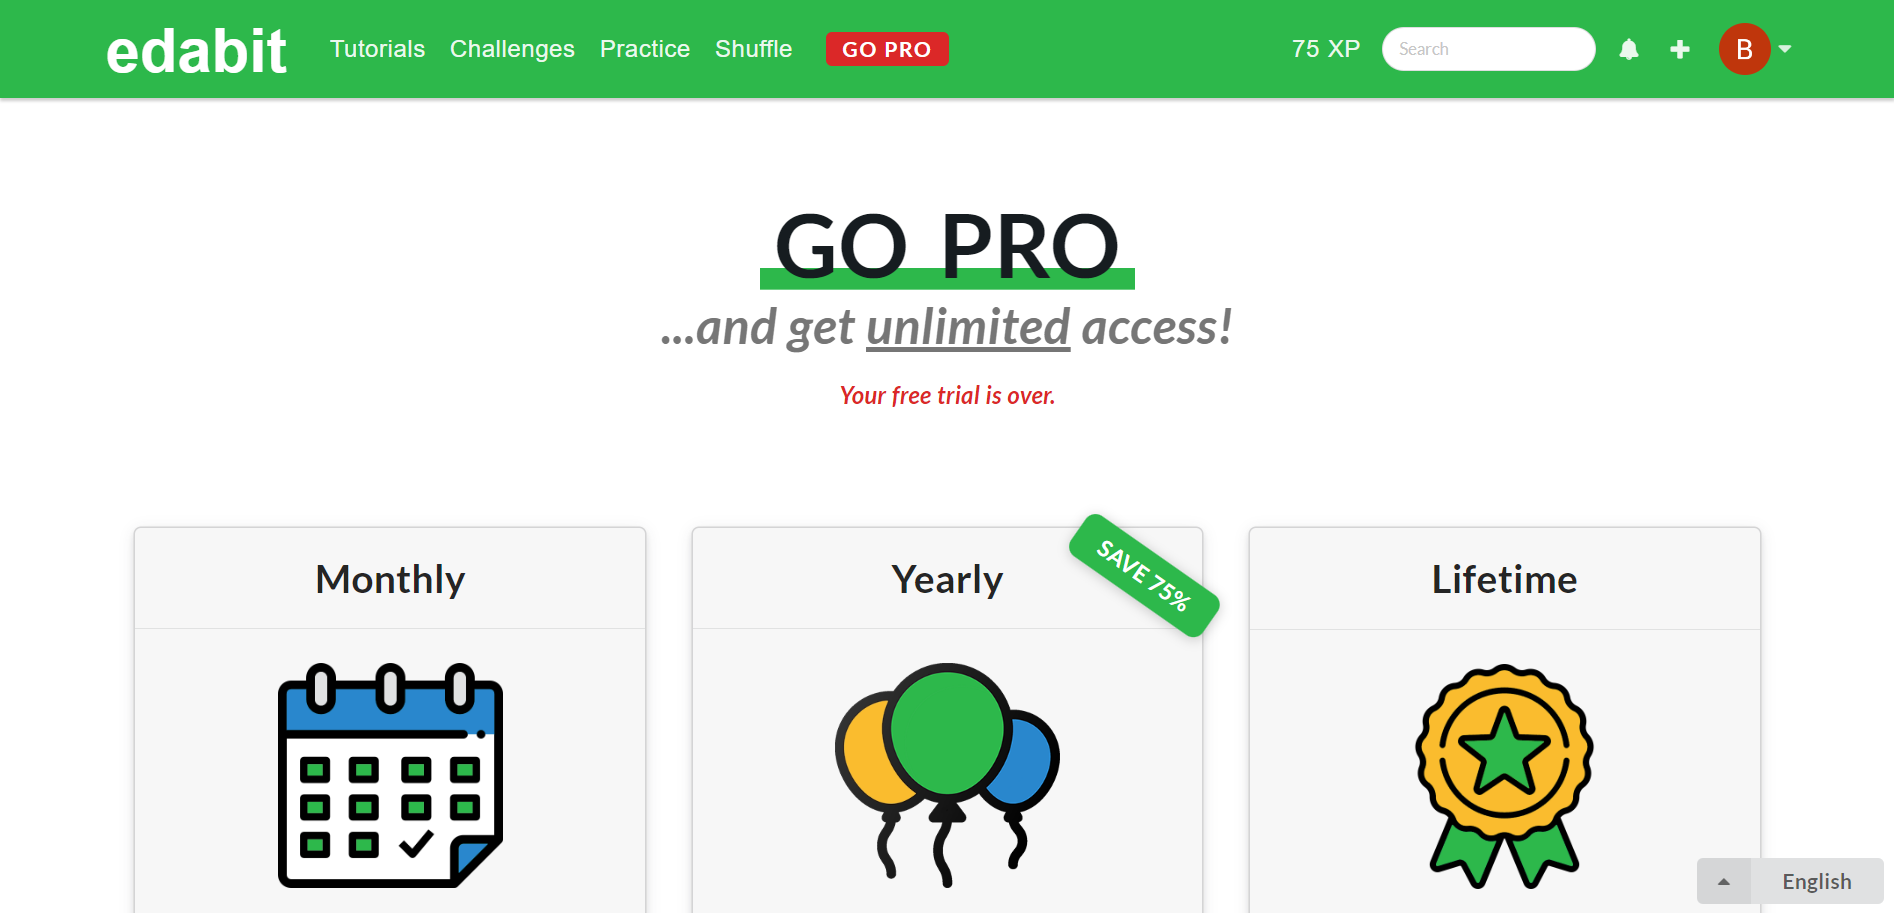 edabit Tutorials Challenges Practice Shuffle GO PRO 75 XP Search B
GO PRO
...and get unlimited access!
Your free trial is over.
Monthly
Yearly
SAVE 75%
Lifetime
English